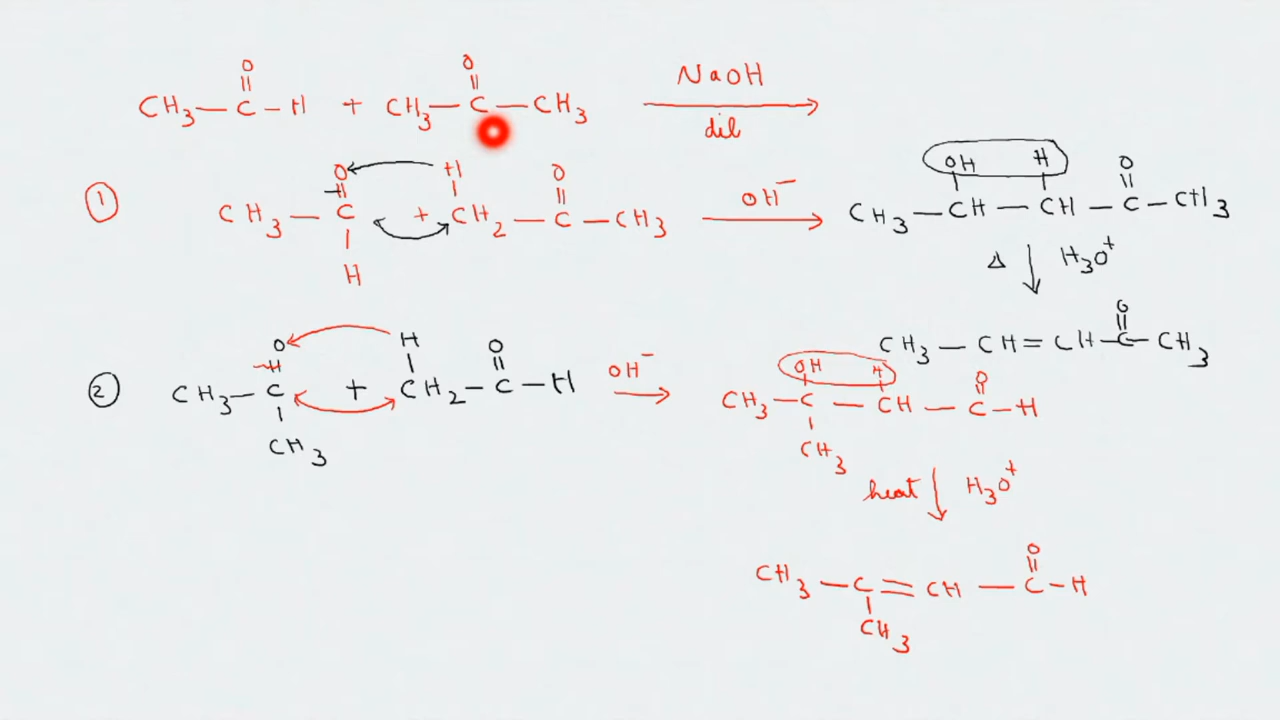 O O NaOH
CH3—C—H + CH3—C—CH3 ⟶ dil
① O H O
CH3—C + CH2—C—CH3 OH⁻ ⟶
H
OH H O
CH3—CH—CH—C—CH3
Δ ↓ H3O⁺
O
CH3—CH=CH—C—CH3
② O H O
CH3—C + CH2—C—H OH⁻ ⟶
CH3
OH H O
CH3—C—CH—C—H
CH3
heat ↓ H3O⁺
O
CH3—C=CH—C—H
CH3